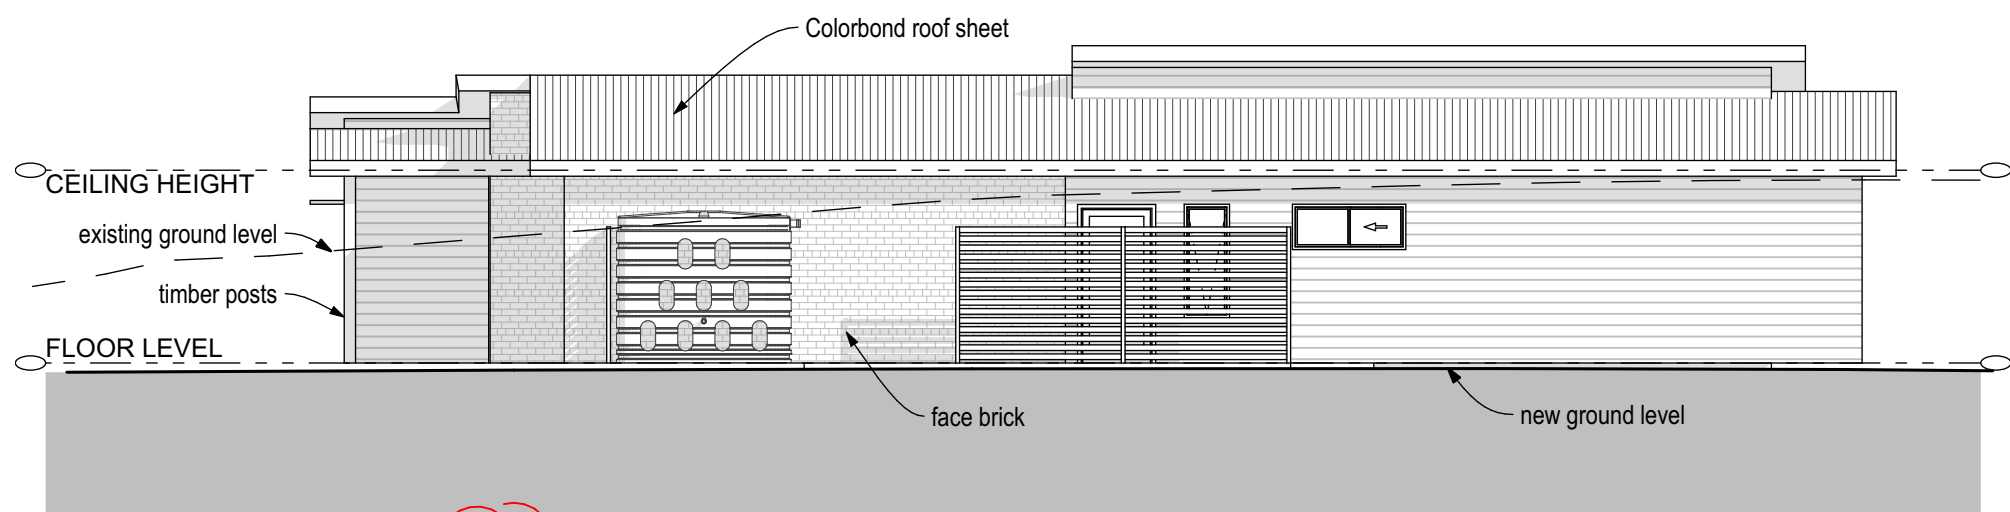 Colorbond roof sheet
CEILING HEIGHT
existing ground level
timber posts
FLOOR LEVEL
face brick
new ground level